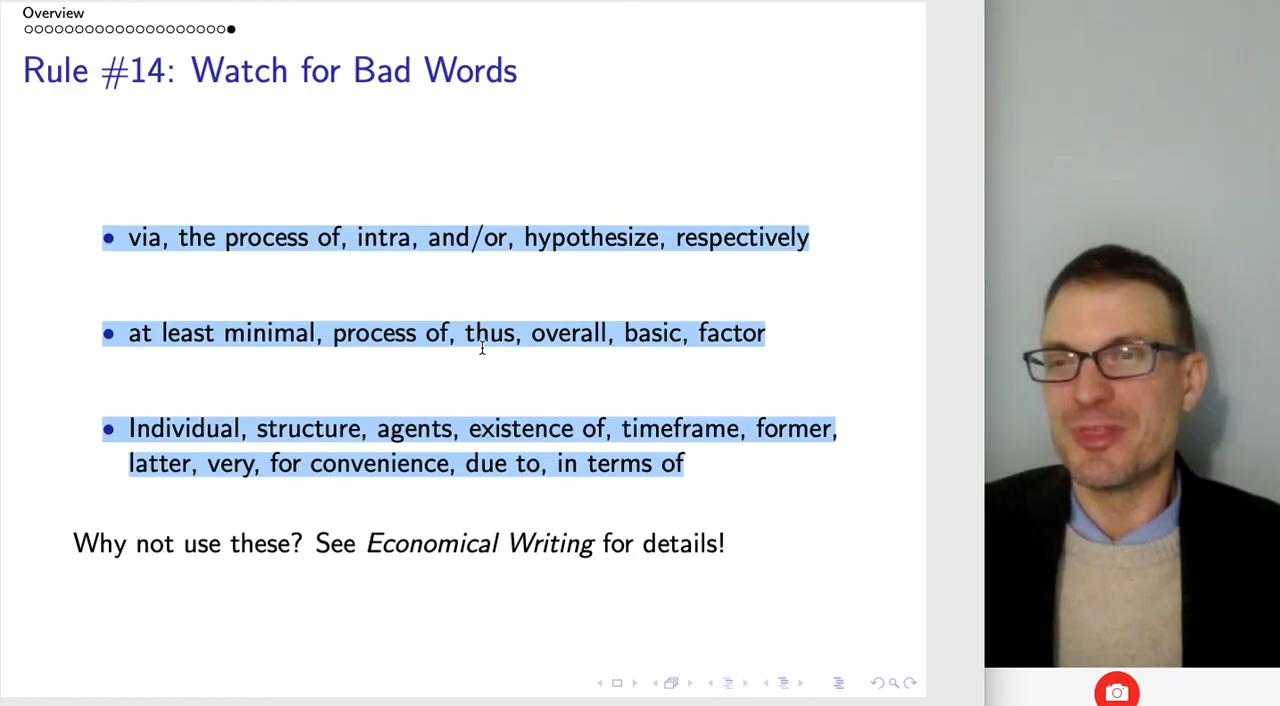 Overview
Rule #14: Watch for Bad Words
• via, the process of, intra, and/or, hypothesize, respectively
• at least minimal, process of, thus, overall, basic, factor
• Individual, structure, agents, existence of, timeframe, former,
latter, very, for convenience, due to, in terms of
Why not use these? See Economical Writing for details!